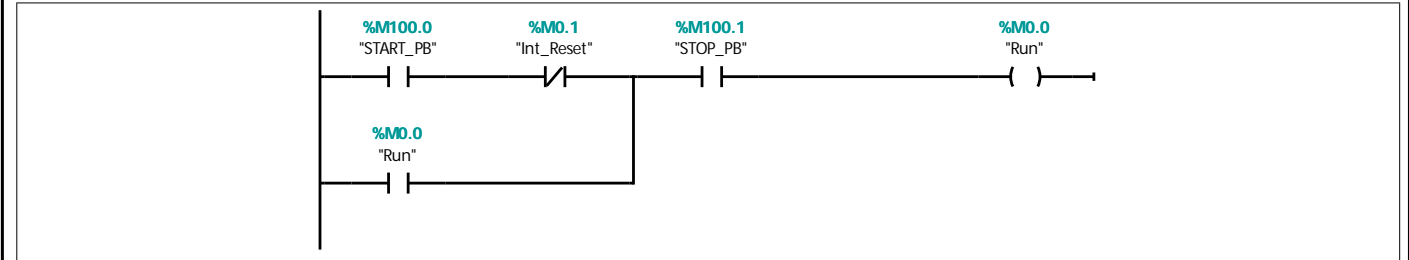 %M100.0 %M0.1 %M100.1 %M0.0
"START_PB" "Int_Reset" "STOP_PB" "Run"
%M0.0
"Run"